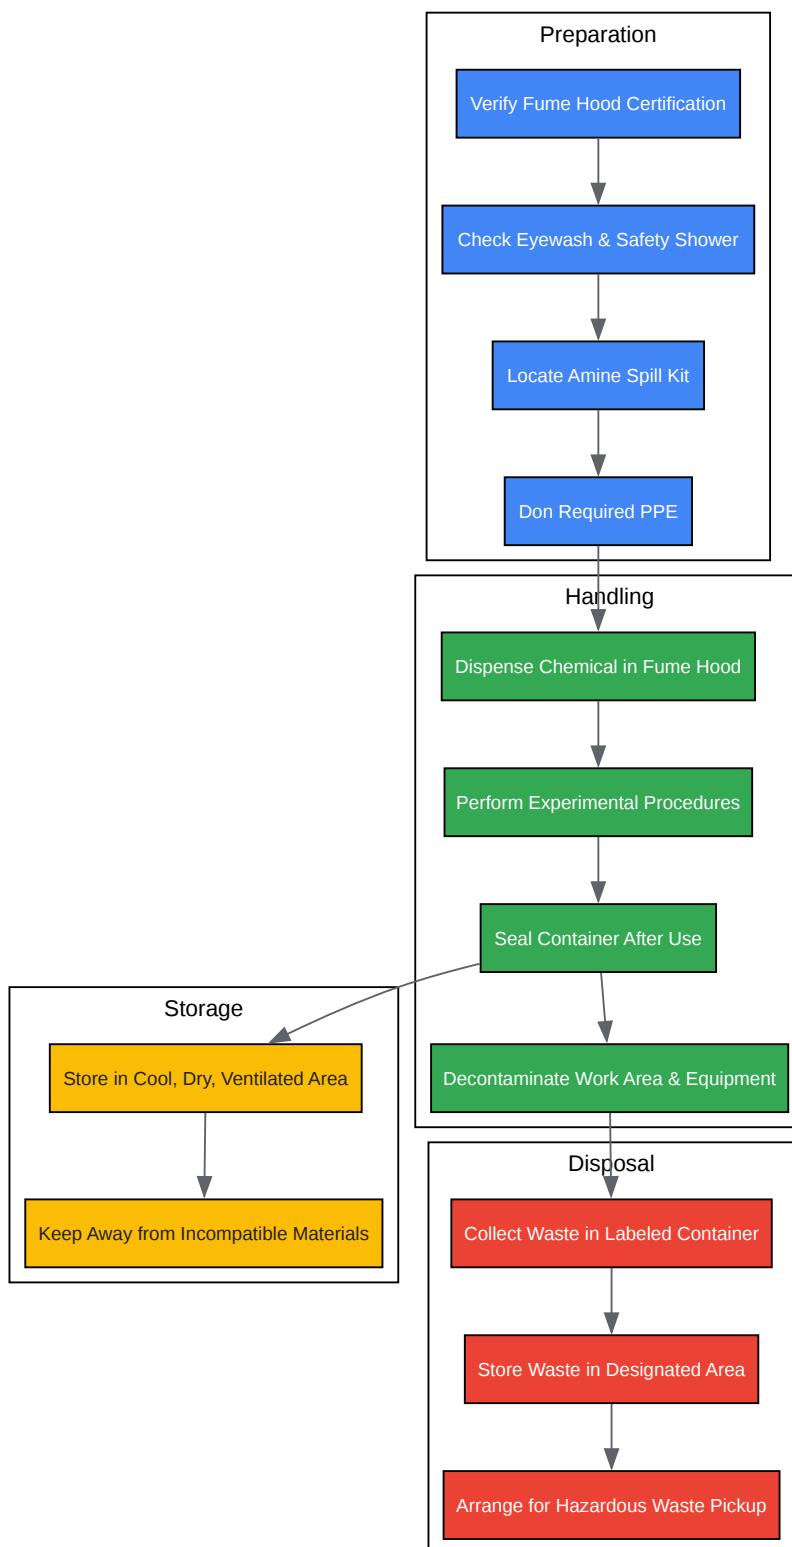 Preparation
Verify Fume Hood Certification
Check Eyewash & Safety Shower
Locate Amine Spill Kit
Don Required PPE
Handling
Dispense Chemical in Fume Hood
Perform Experimental Procedures
Seal Container After Use
Decontaminate Work Area & Equipment
Storage
Store in Cool, Dry, Ventilated Area
Keep Away from Incompatible Materials
Disposal
Collect Waste in Labeled Container
Store Waste in Designated Area
Arrange for Hazardous Waste Pickup